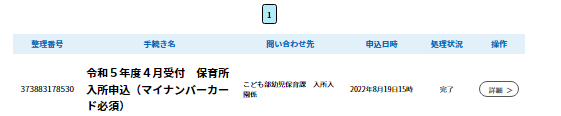 1
整理番号 手続き名 問い合わせ先 申込日時 処理状況 操作
令和5年度4月受付 保育所
373883178530 入所申込(マイナンバーカー こども部幼児保育課 入所入 2022年8月19日15時 完了 詳細 >
ド必須) 園係